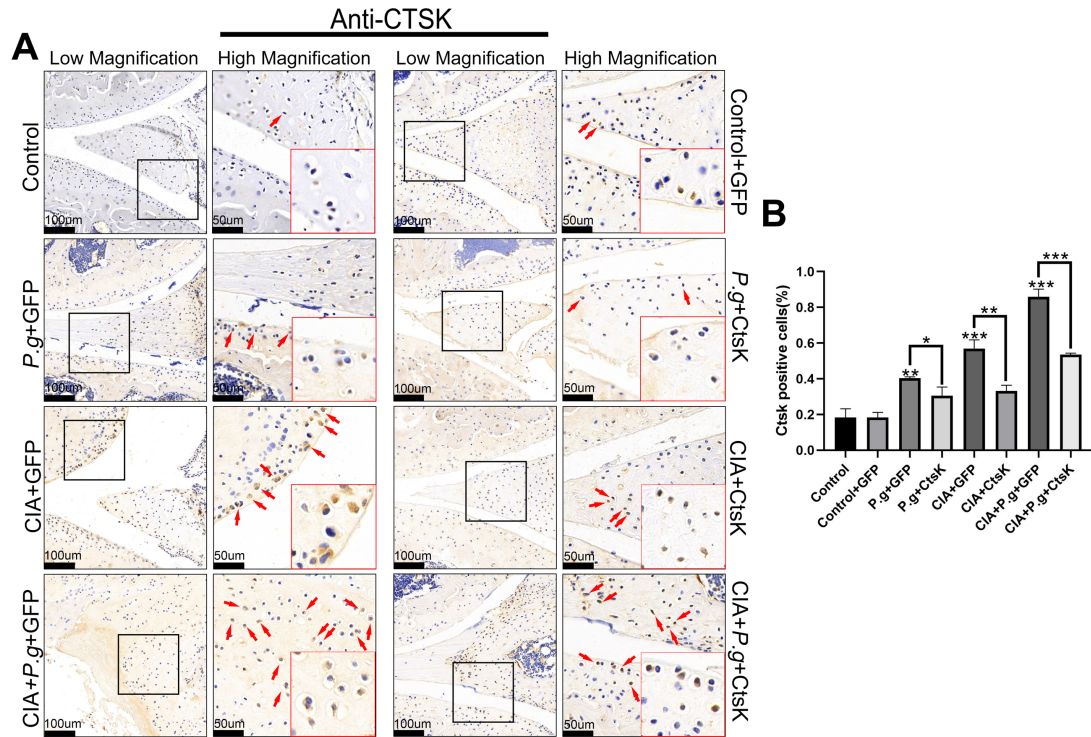 Anti-CTSK
A
Low Magnification High Magnification Low Magnification High Magnification
Control
100um
50um
100um
50um
Control+GFP
P.g+GFP
100um
50um
100um
50um
P.g+CtsK
CIA+GFP
100um
50um
100um
50um
CIA+CtsK
CIA+P.g+GFP
100um
50um
100um
50um
CIA+P.g+CtsK
B
Ctsk positive cells(%)
1.0
0.8
0.6
0.4
0.2
0.0
** * *** ** *** ***
Control
Control+GFP
P.g+GFP
P.g+CtsK
CIA+GFP
CIA+CtsK
CIA+P.g+GFP
CIA+P.g+CtsK